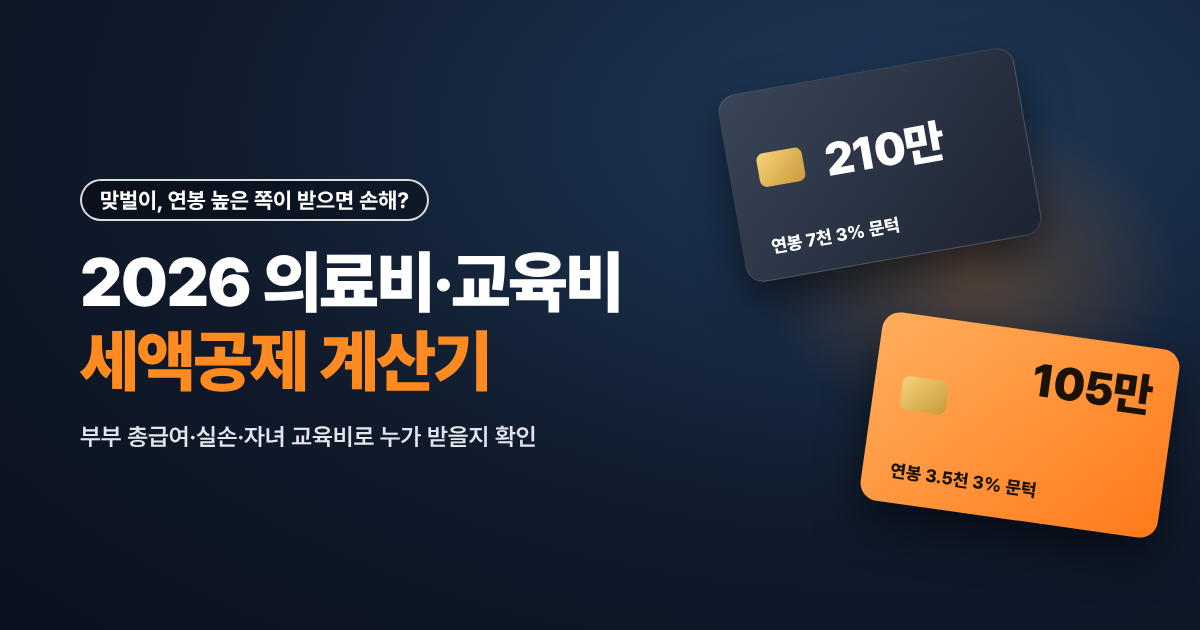 맞벌이, 연봉 높은 쪽이 받으면 손해?
2026 의료비·교육비
세액공제 계산기
부부 총급여·실손·자녀 교육비로 누가 받을지 확인
210만
연봉 7천 3% 문턱
105만
연봉 3.5천 3% 문턱